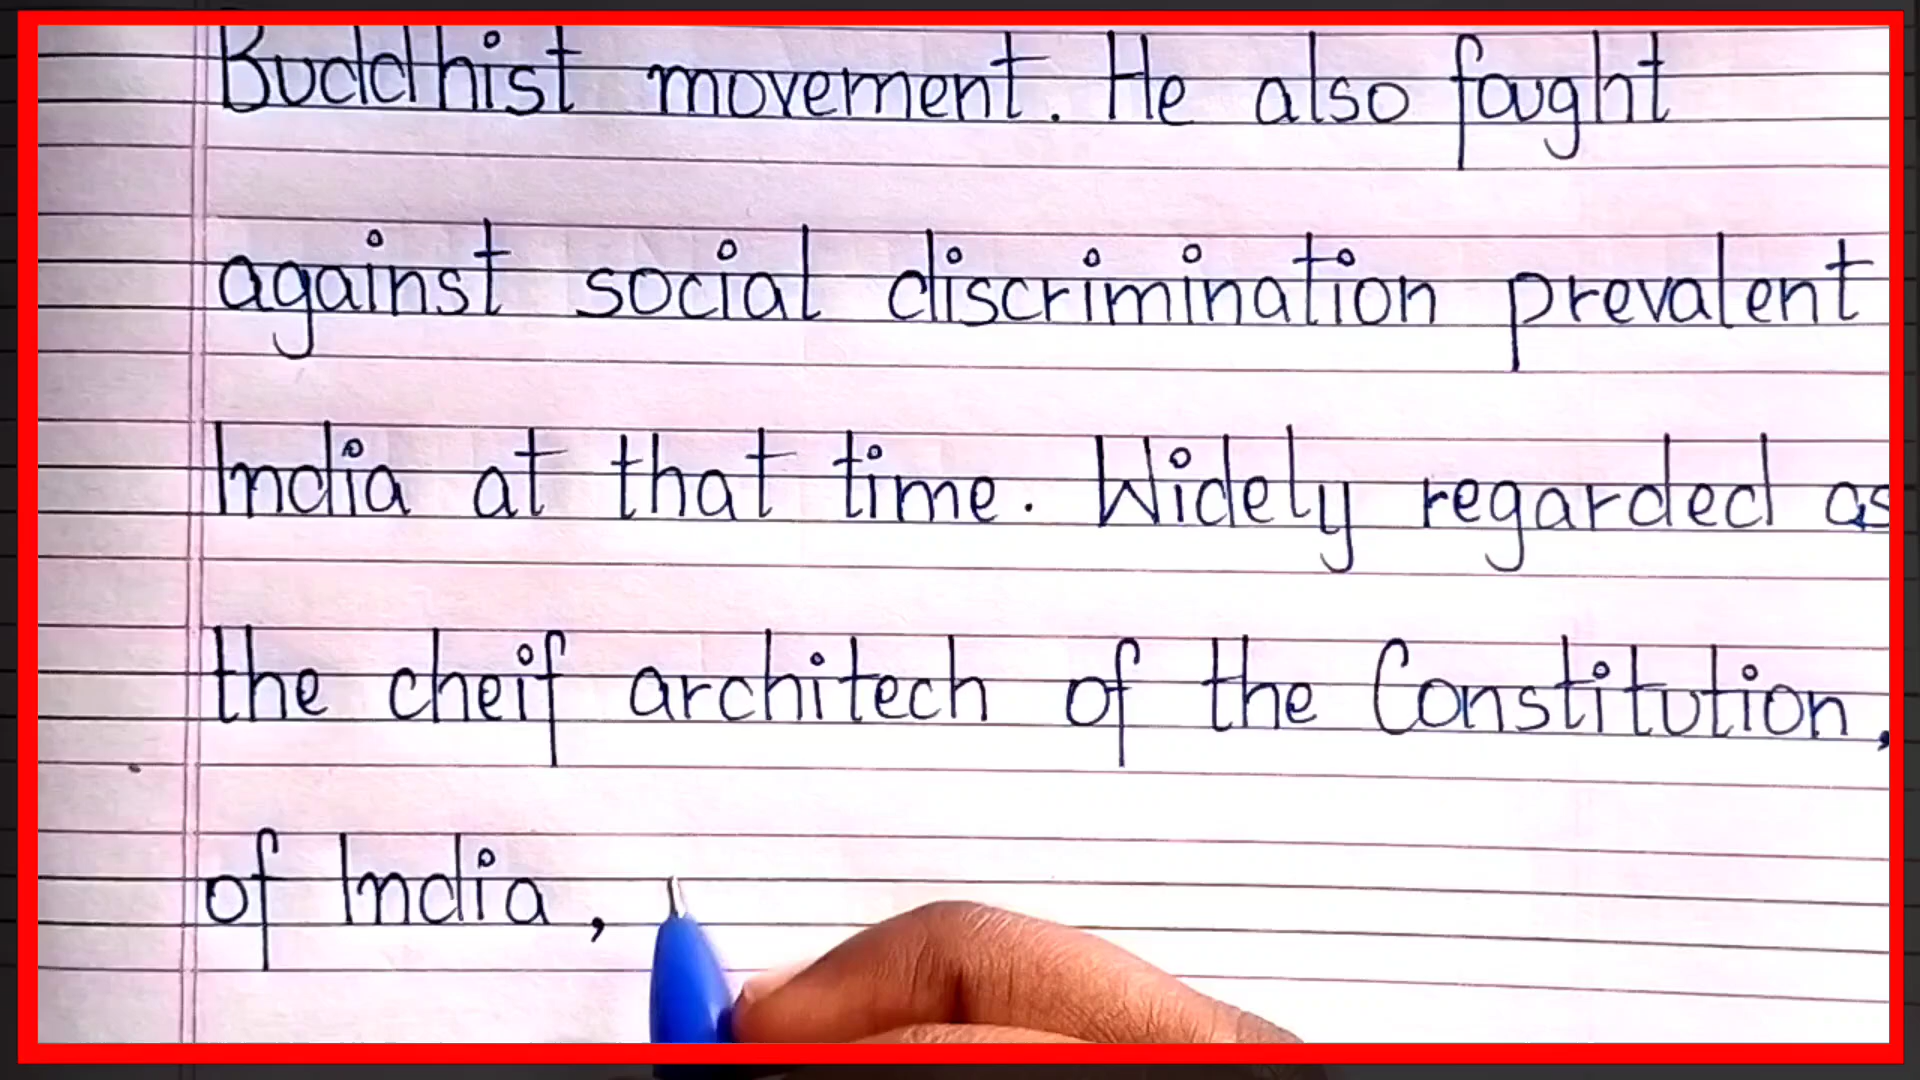 Buddhist movement. He also fought
against social discrimination prevalent
India at that time. Widely regarded as
the cheif architech of the Constitution,
of India,